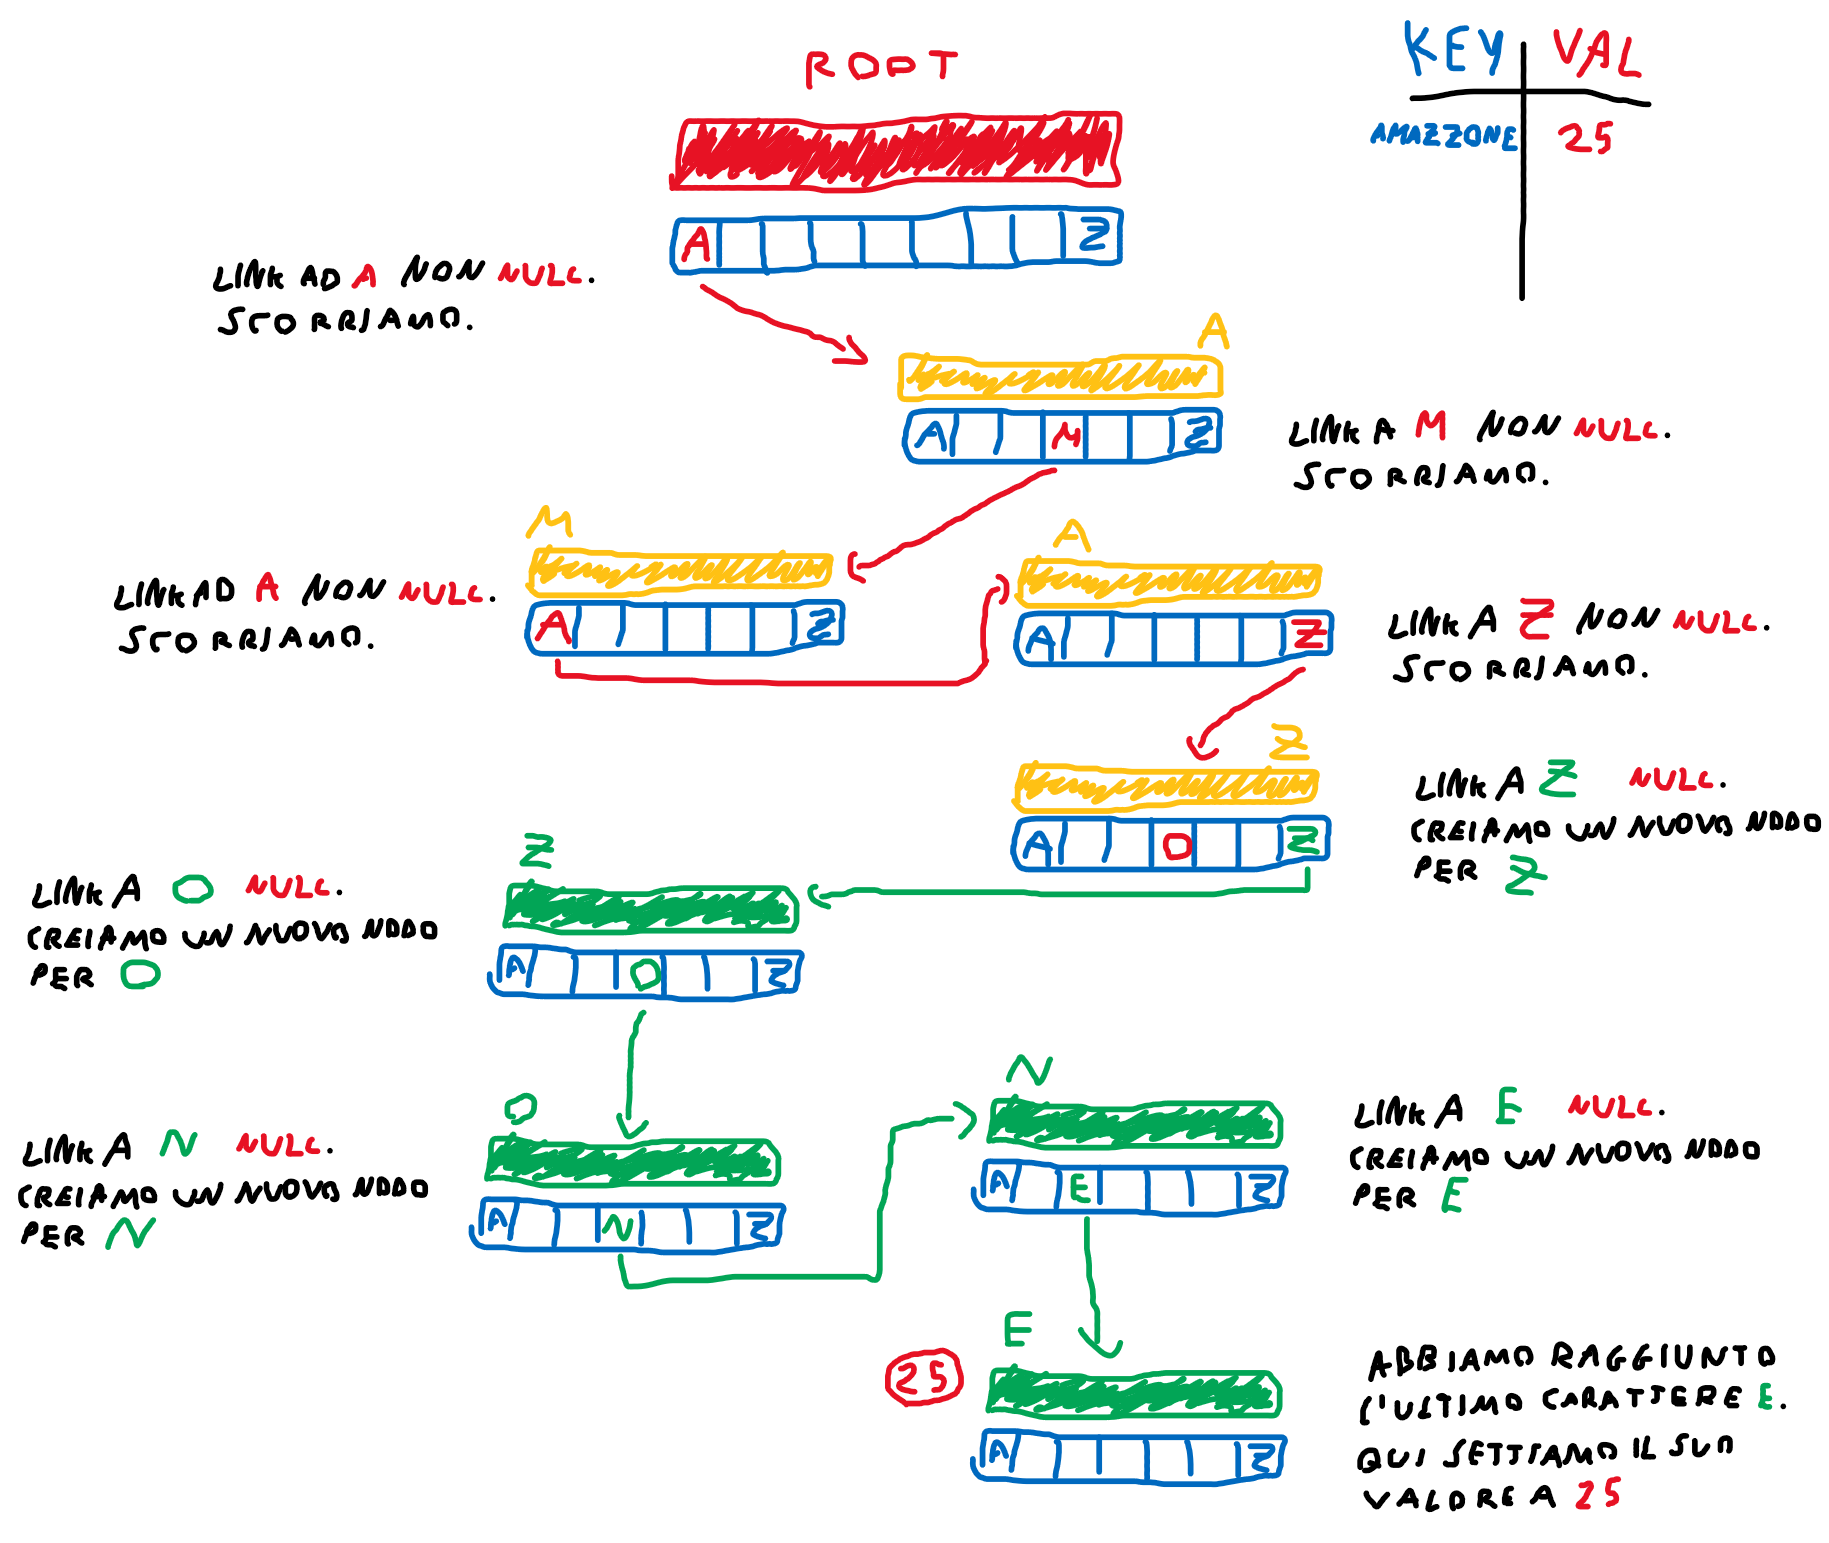 ROOT
KEY VAL
AMAZZONE 25
A Z
LINK AD A NON NULL.
SCORRIAMO.
A
A M Z
LINK A M NON NULL.
SCORRIAMO.
M
A Z
LINK AD A NON NULL.
SCORRIAMO.
A
A Z
LINK A Z NON NULL.
SCORRIAMO.
Z
A O Z
LINK A Z NULL.
CREIAMO UN NUOVO NODO
PER Z
Z
A O Z
LINK A O NULL.
CREIAMO UN NUOVO NODO
PER O
O
A N Z
LINK A N NULL.
CREIAMO UN NUOVO NODO
PER N
N
A E Z
LINK A E NULL.
CREIAMO UN NUOVO NODO
PER E
E
25
A Z
ABBIAMO RAGGIUNTO
L'ULTIMO CARATTERE E.
QUI SETTIAMO IL SUO
VALORE A 25